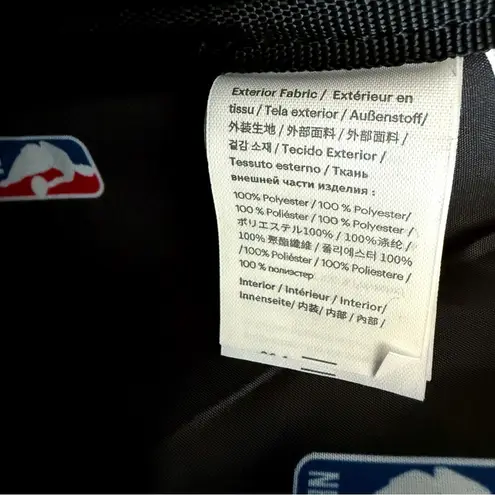 Exterior Fabric / Extérieur en
tissu / Tela exterior / Außenstoff/
外装生地 / 外部面料 / 外部面料 /
겉감 소재 / Tecido Exterior /
Tessuto esterno / Ткань
внешней части изделия :
100% Polyester / 100 % Polyester/
100 % Poliéster / 100 % Polyester /
ポリエステル100% / 100%涤纶 /
100% 聚酯纖維 / 폴리에스터 100%
/100% Poliéster / 100% Poliestere /
100 % полиэстер
Interior / Intérieur / Interior/
Innenseite/ 内装 / 内部 / 內部 /